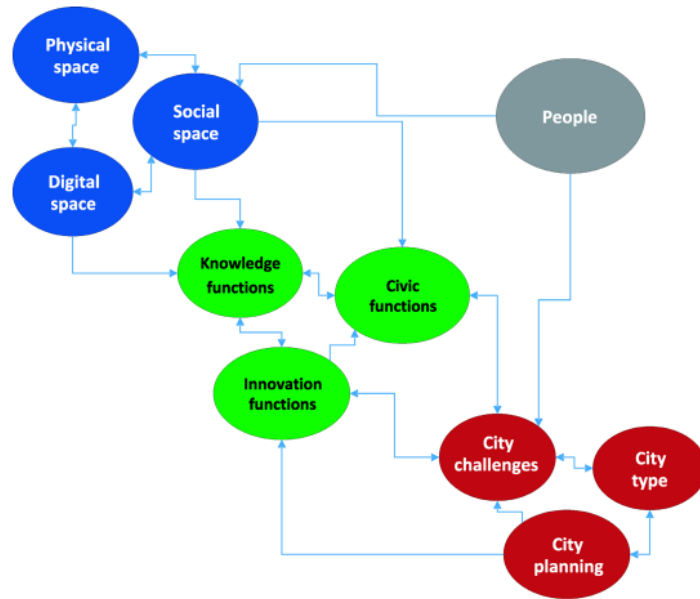 Physical
space
Social
space
People
Digital
space
Knowledge
functions
Civic
functions
Innovation
functions
City
challenges
City
type
City
planning